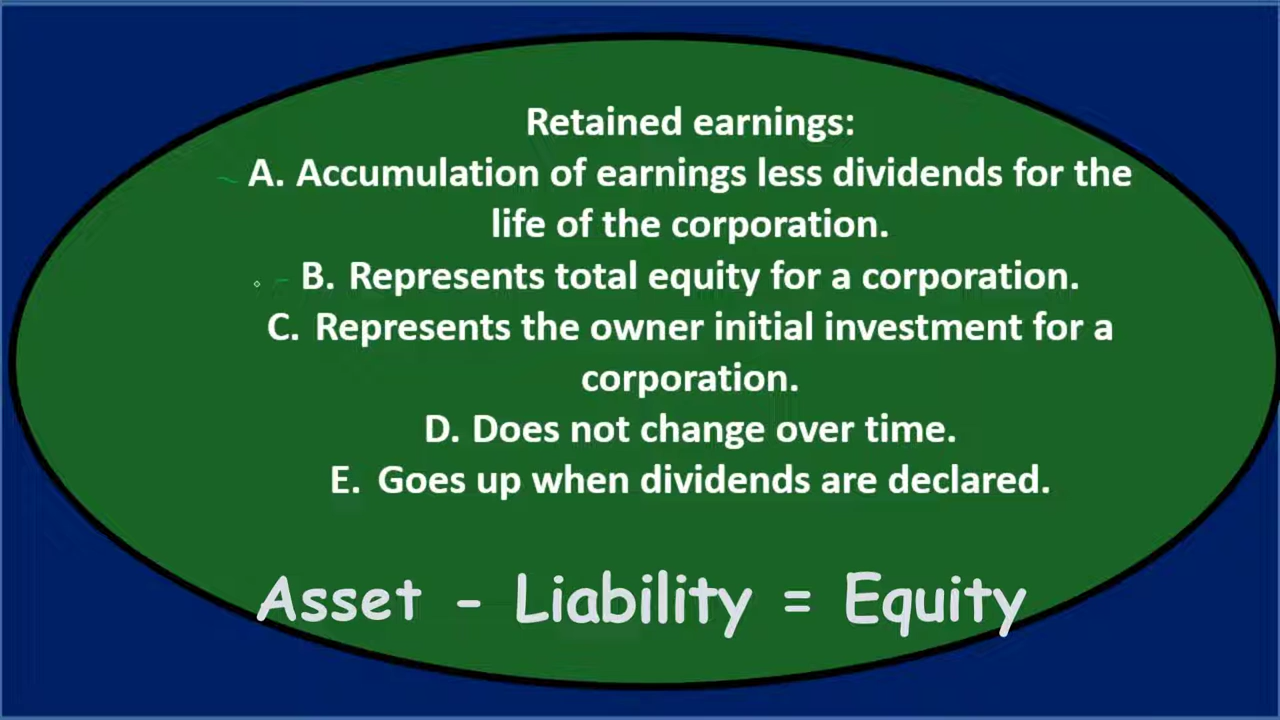 Retained earnings:
A. Accumulation of earnings less dividends for the
life of the corporation.
B. Represents total equity for a corporation.
C. Represents the owner initial investment for a
corporation.
D. Does not change over time.
E. Goes up when dividends are declared.
Asset - Liability = Equity